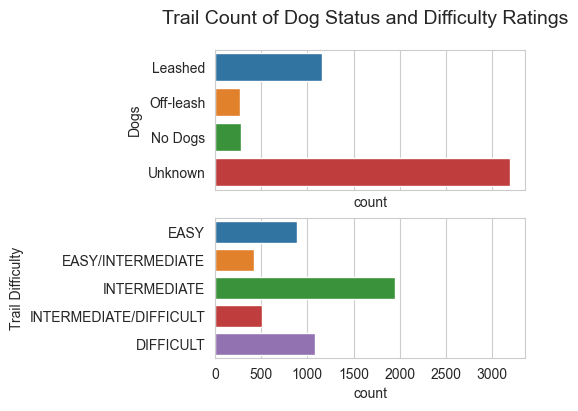 Trail Count of Dog Status and Difficulty Ratings
Dogs
Leashed
Off-leash
No Dogs
Unknown
count
Trail Difficulty
EASY
EASY/INTERMEDIATE
INTERMEDIATE
INTERMEDIATE/DIFFICULT
DIFFICULT
0 500 1000 1500 2000 2500 3000
count